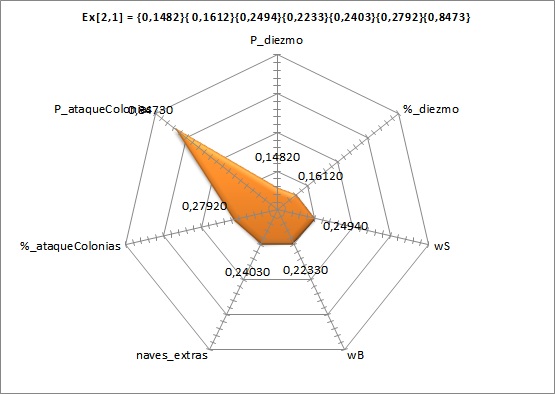 Ex[2,1] = {0,1482}{ 0,1612}{0,2494}{0,2233}{0,2403}{0,2792}{0,8473}
P_diezmo
P_ataqueColonias
0,84730
%_diezmo
0,14820
0,16120
0,27920
0,24940
%_ataqueColonias
wS
0,24030
0,22330
naves_extras
wB